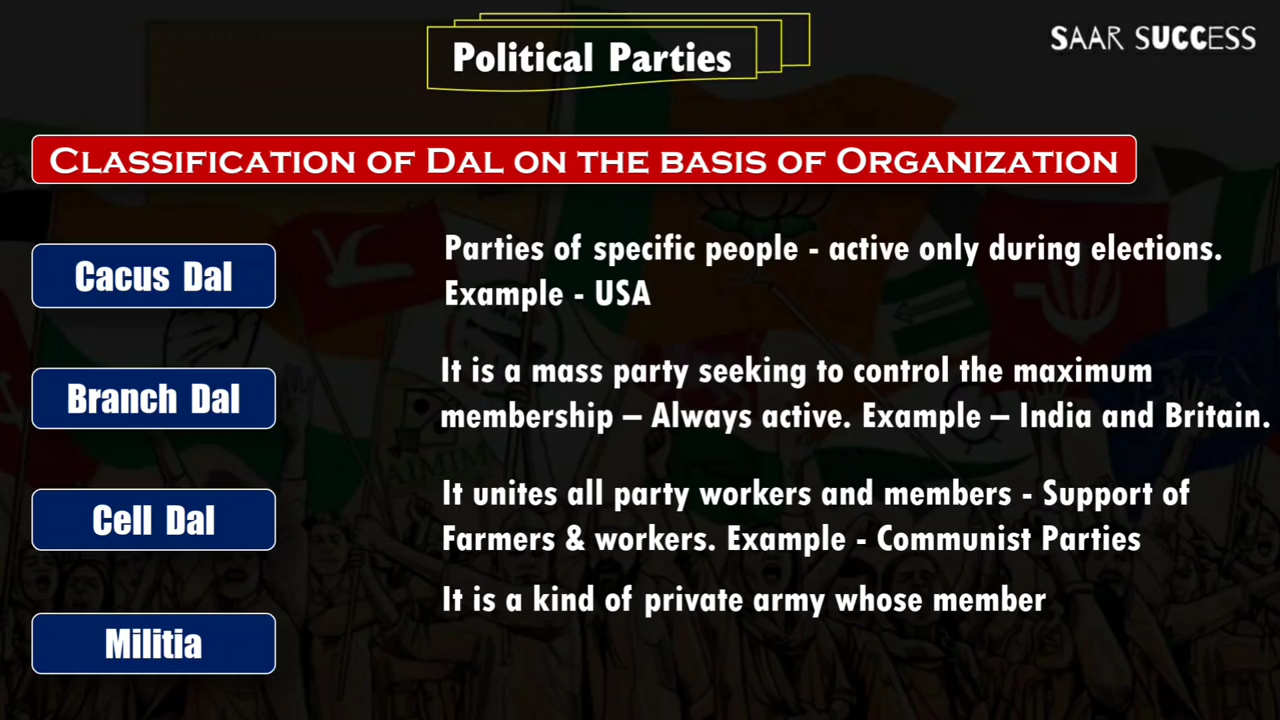 Political Parties
SAAR SUCCESS
CLASSIFICATION OF DAL ON THE BASIS OF ORGANIZATION
Cacus Dal
Parties of specific people - active only during elections.
Example - USA
Branch Dal
It is a mass party seeking to control the maximum
membership – Always active. Example – India and Britain.
Cell Dal
It unites all party workers and members - Support of
Farmers & workers. Example - Communist Parties
Militia
It is a kind of private army whose member
AIMIM